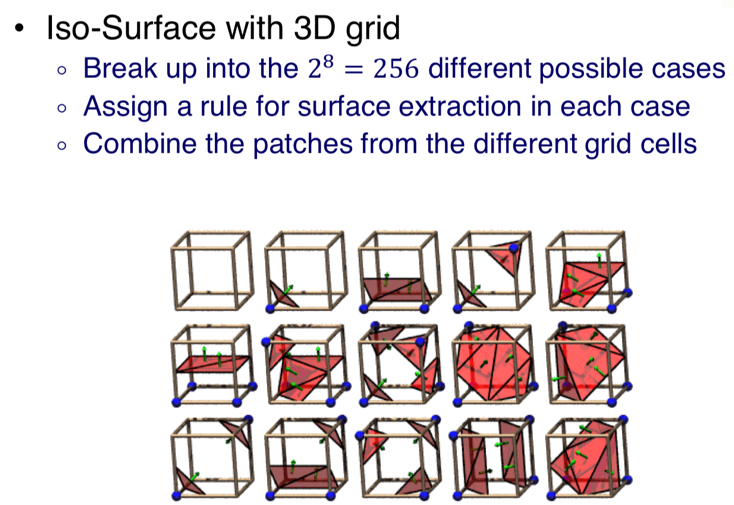 • Iso-Surface with 3D grid
◦ Break up into the 2⁸ = 256 different possible cases
◦ Assign a rule for surface extraction in each case
◦ Combine the patches from the different grid cells